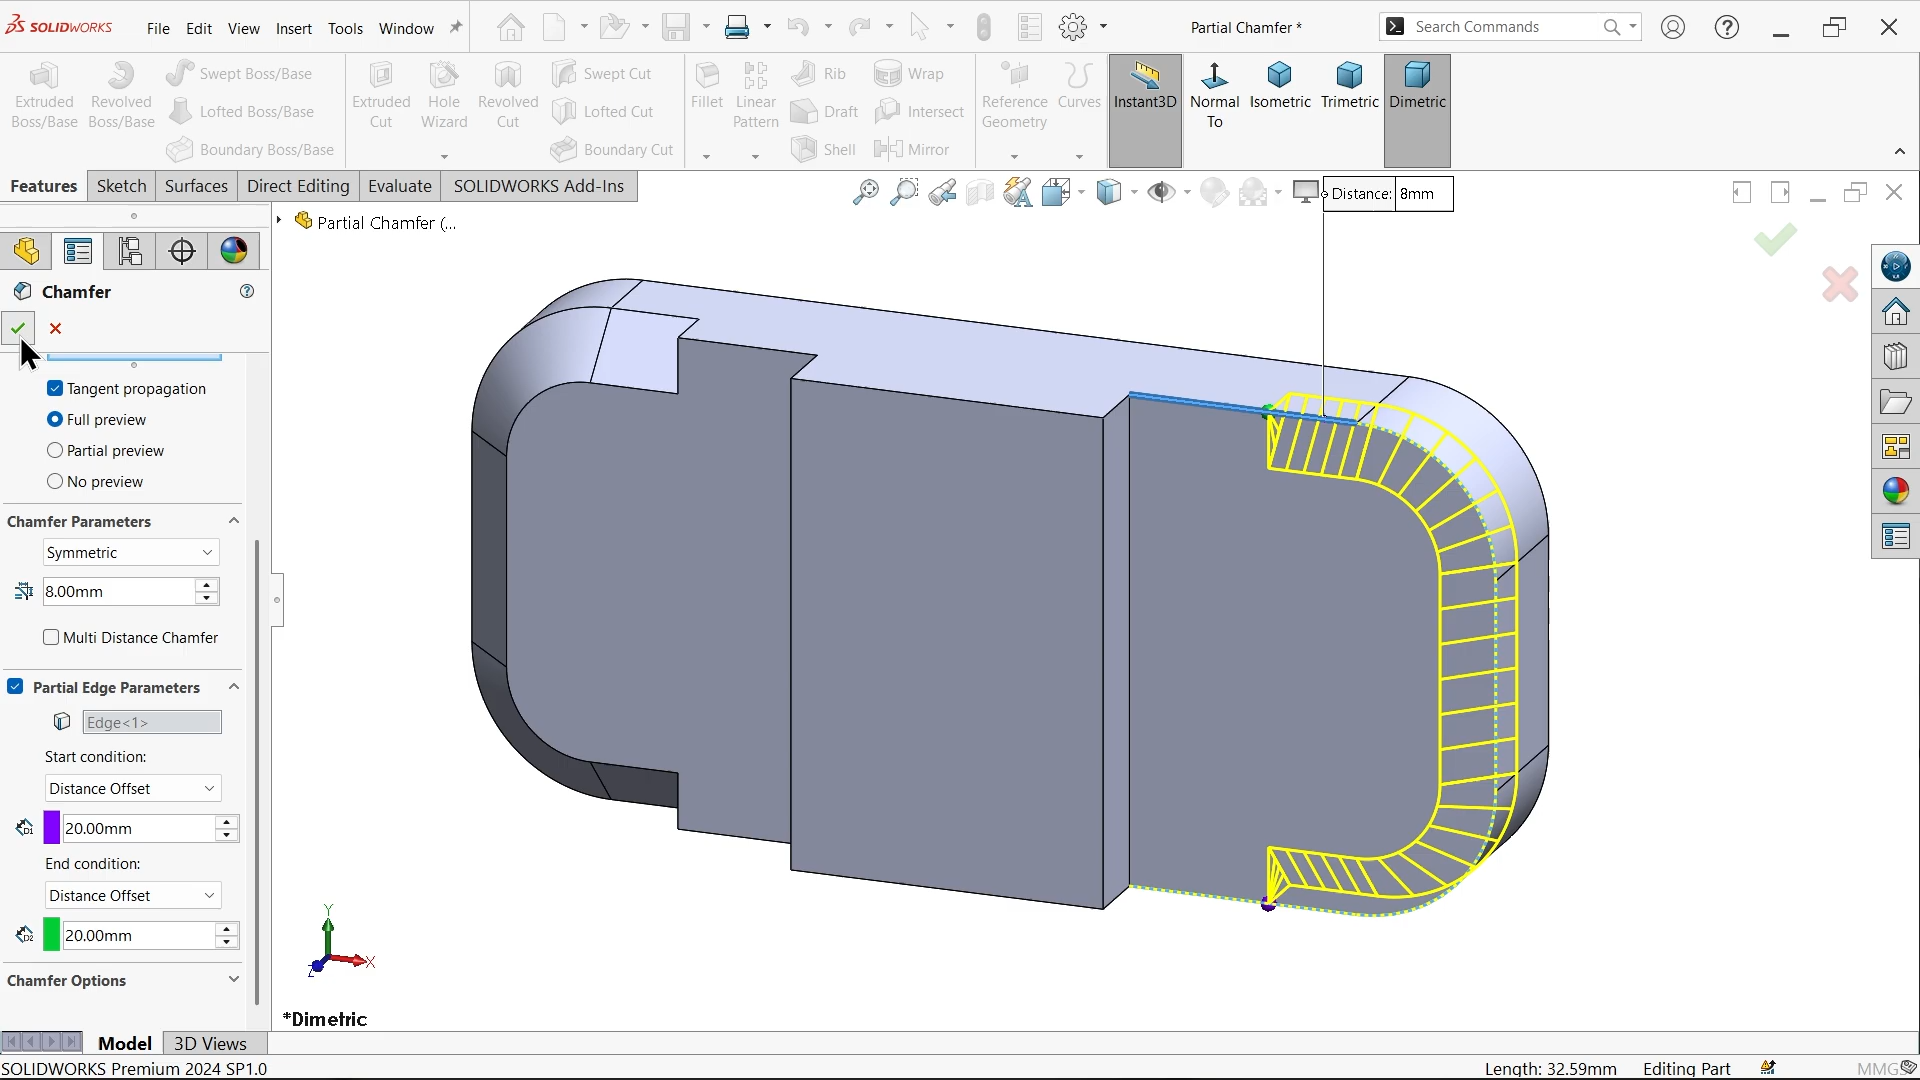 SOLIDWORKS File Edit View Insert Tools Window Partial Chamfer * Search Commands
Extruded Boss/Base
Revolved Boss/Base
Swept Boss/Base
Lofted Boss/Base
Boundary Boss/Base
Extruded Cut
Hole Wizard
Revolved Cut
Swept Cut
Lofted Cut
Boundary Cut
Fillet
Linear Pattern
Rib
Draft
Shell
Wrap
Intersect
Mirror
Reference Geometry
Curves
Instant3D
Normal To
Isometric
Trimetric
Dimetric
Features Sketch Surfaces Direct Editing Evaluate SOLIDWORKS Add-Ins
Distance: 8mm
Partial Chamfer (...
Chamfer
Tangent propagation
Full preview
Partial preview
No preview
Chamfer Parameters
Symmetric
8.00mm
Multi Distance Chamfer
Partial Edge Parameters
Edge<1>
Start condition:
Distance Offset
D1 20.00mm
End condition:
Distance Offset
D2 20.00mm
Chamfer Options
Y
X
Z
*Dimetric
Model 3D Views
SOLIDWORKS Premium 2024 SP1.0 Length: 32.59mm Editing Part MMGS